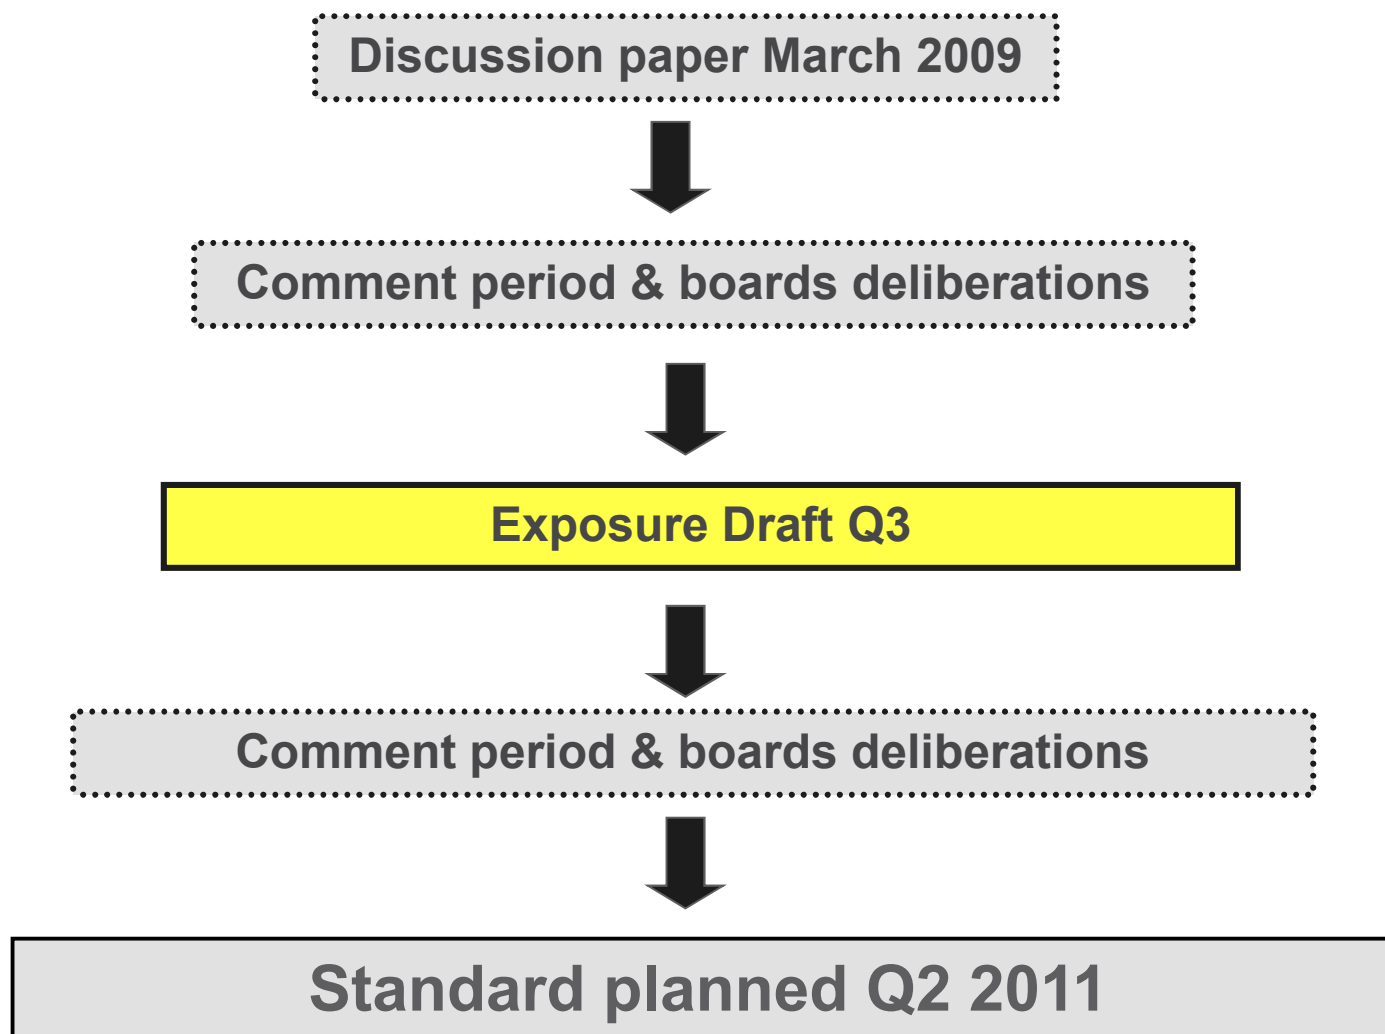 Discussion paper March 2009
Comment period & boards deliberations
Exposure Draft Q3
Comment period & boards deliberations
Standard planned Q2 2011